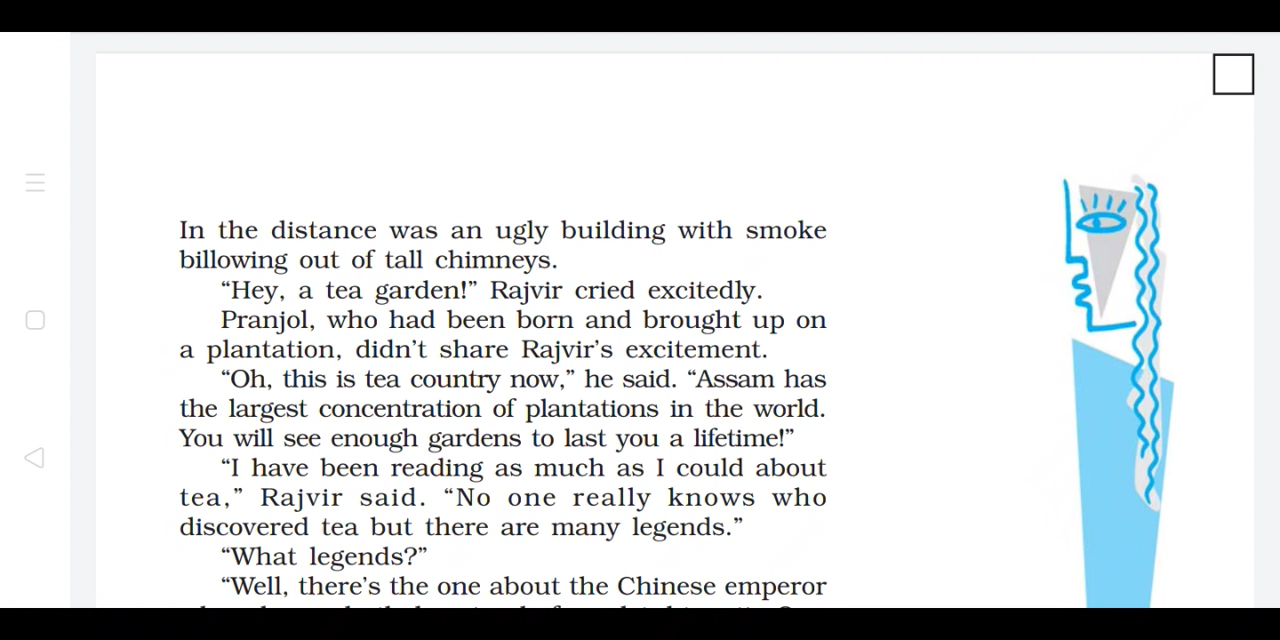 In the distance was an ugly building with smoke
billowing out of tall chimneys.
“Hey, a tea garden!” Rajvir cried excitedly.
Pranjol, who had been born and brought up on
a plantation, didn’t share Rajvir’s excitement.
“Oh, this is tea country now,” he said. “Assam has
the largest concentration of plantations in the world.
You will see enough gardens to last you a lifetime!”
“I have been reading as much as I could about
tea,” Rajvir said. “No one really knows who
discovered tea but there are many legends.”
“What legends?”
“Well, there’s the one about the Chinese emperor